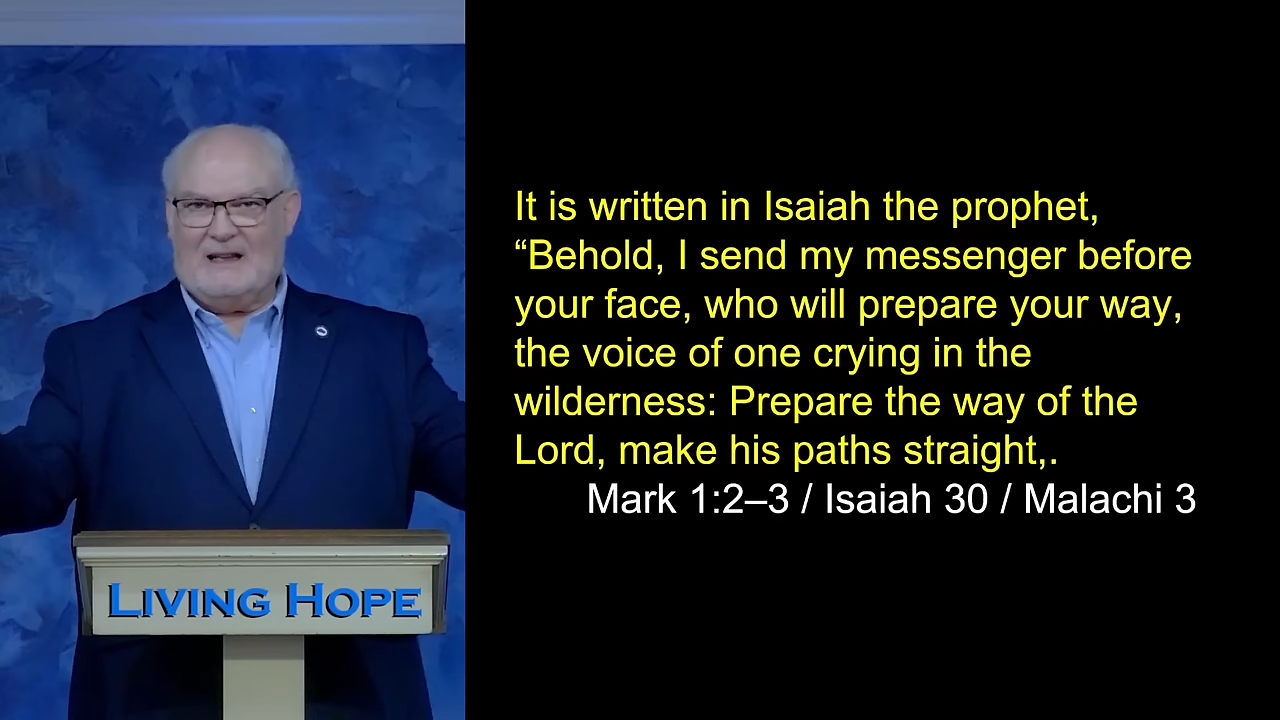 It is written in Isaiah the prophet,
“Behold, I send my messenger before
your face, who will prepare your way,
the voice of one crying in the
wilderness: Prepare the way of the
Lord, make his paths straight,.
Mark 1:2–3 / Isaiah 30 / Malachi 3
LIVING HOPE